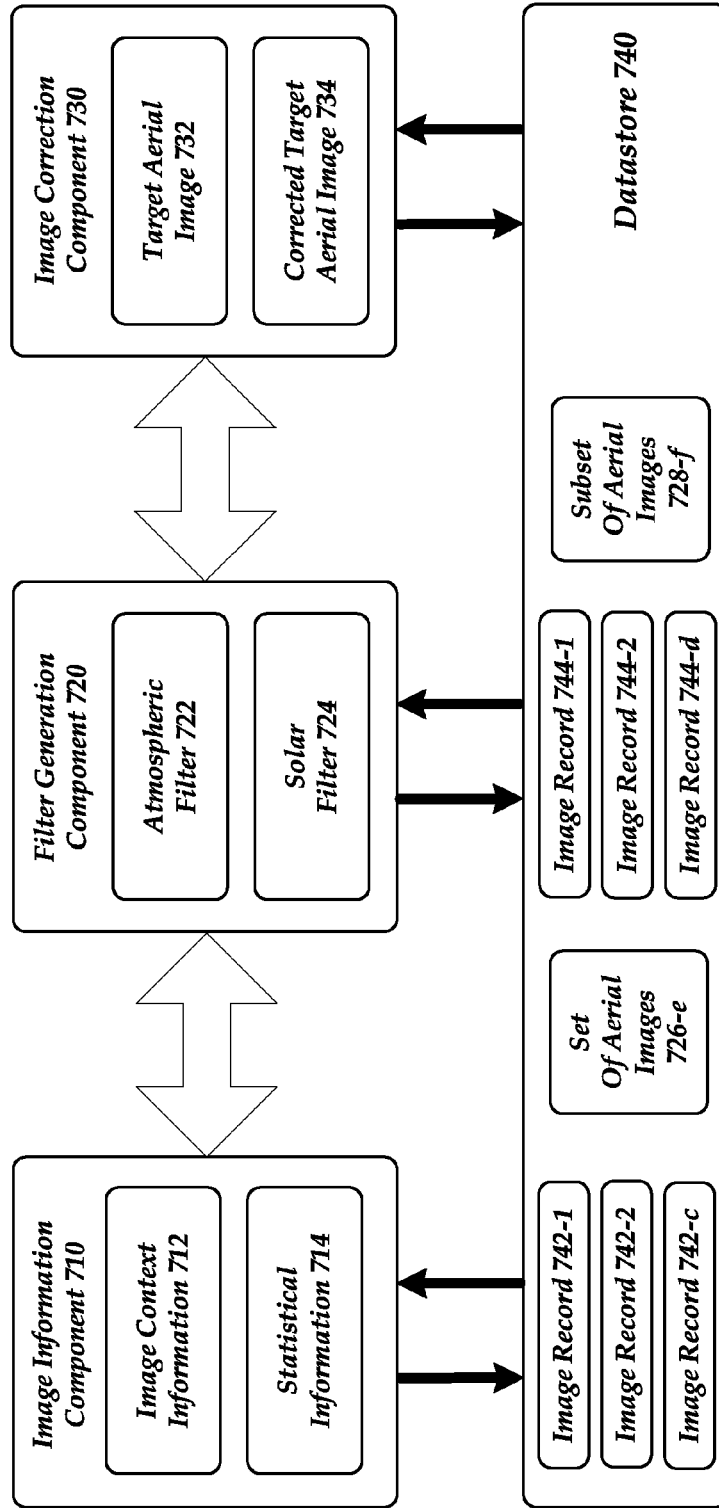 Image Information
Component 710
Image Context
Information 712
Statistical
Information 714
Filter Generation
Component 720
Atmospheric
Filter 722
Solar
Filter 724
Image Correction
Component 730
Target Aerial
Image 732
Corrected Target
Aerial Image 734
Image Record 742-1
Image Record 742-2
Image Record 742-c
Set
Of Aerial
Images
726-e
Image Record 744-1
Image Record 744-2
Image Record 744-d
Subset
Of Aerial
Images
728-f
Datastore 740